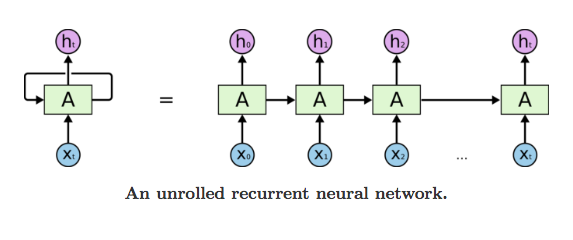 hₜ h₀ h₁ h₂ hₜ
A = A A A A
xₜ x₀ x₁ x₂ ... xₜ
An unrolled recurrent neural network.